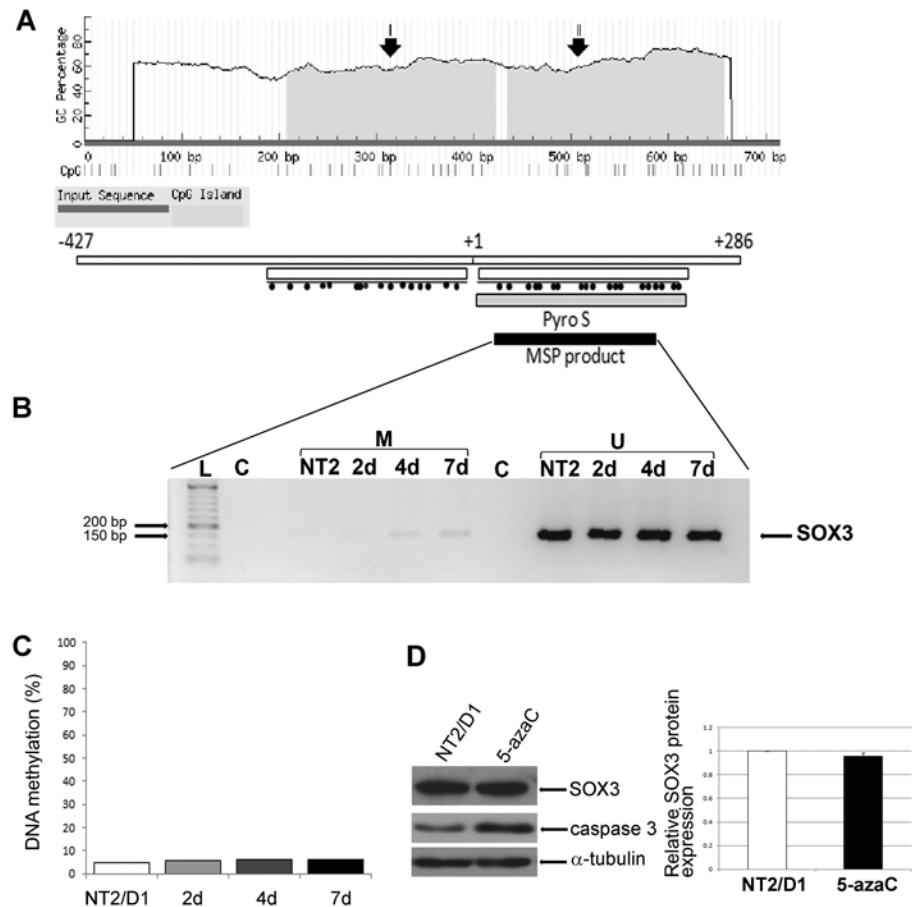 A
I II
GC Percentage
0 20 40 60 80
0 100 bp 200 bp 300 bp 400 bp 500 bp 600 bp 700
CpG
Input Sequence CpG Island
-427 +1 +286
Pyro S
MSP product
B
M U
L C NT2 2d 4d 7d C NT2 2d 4d 7d
200 bp
150 bp
SOX3
C
DNA methylation (%)
100
90
80
70
60
50
40
30
20
10
0
NT2/D1 2d 4d 7d
D
NT2/D1 5-azaC
SOX3
caspase 3
α-tubulin
Relative SOX3 protein
expression
1.2
1
0.8
0.6
0.4
0.2
0
NT2/D1 5-azaC